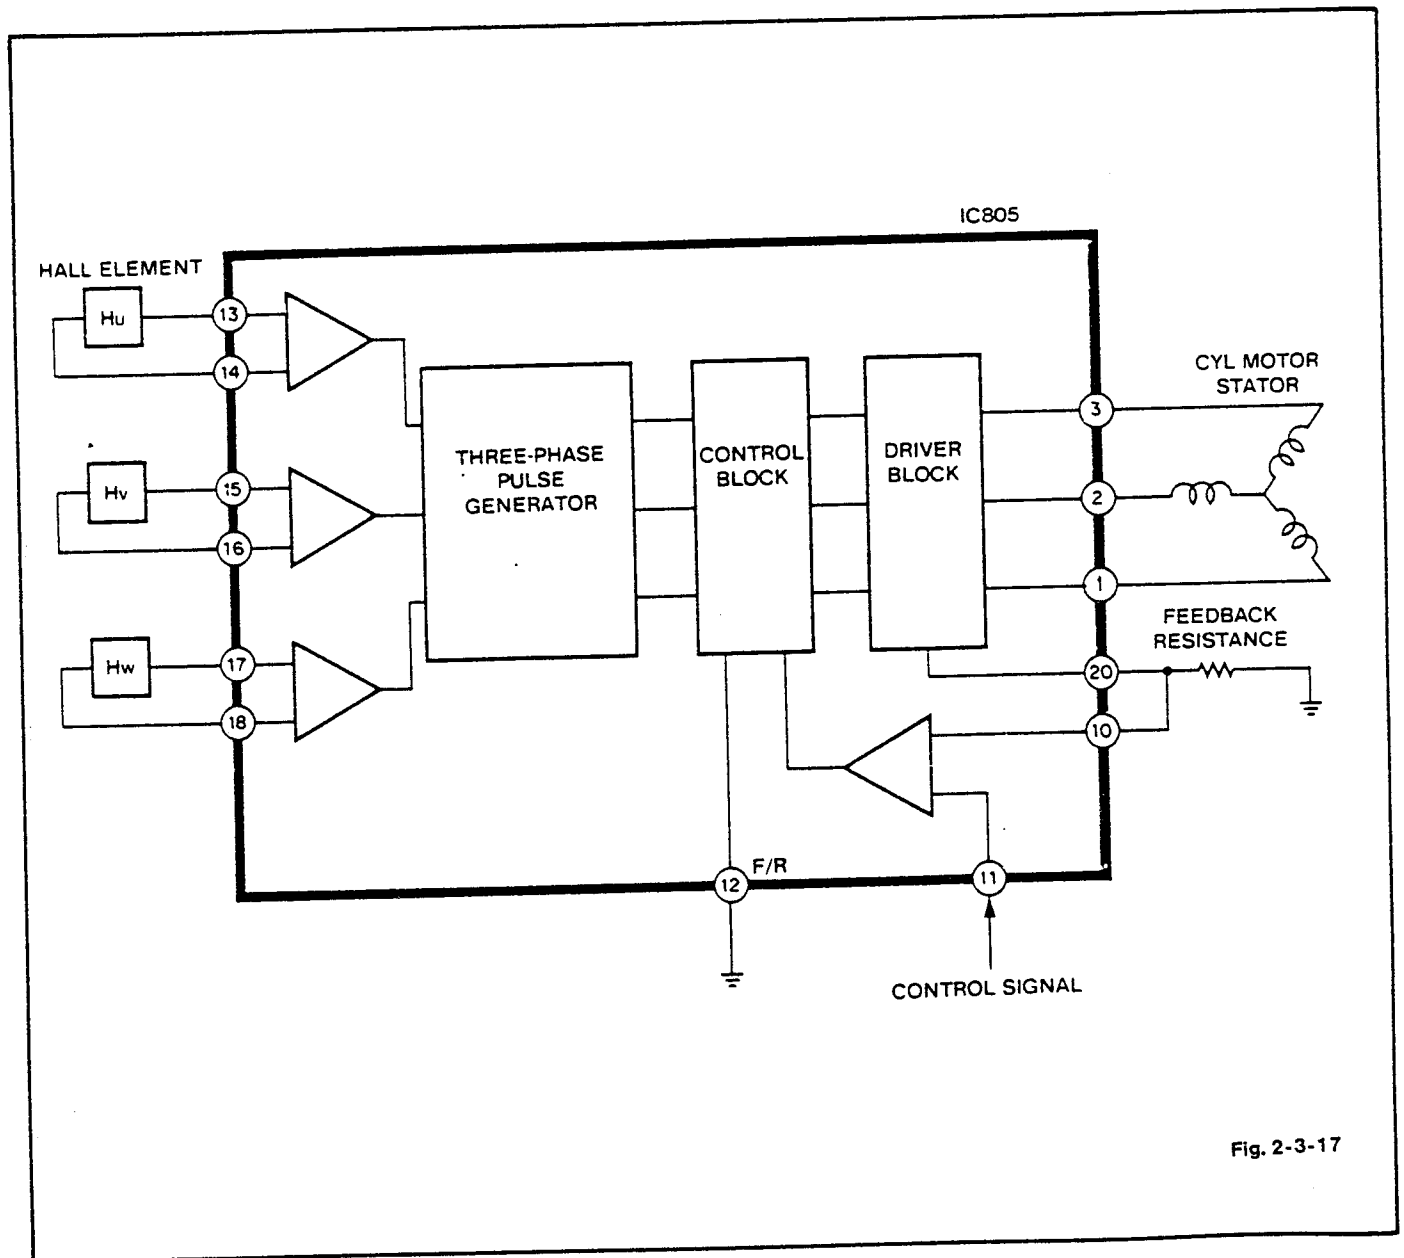 IC805
HALL ELEMENT
Hu
13
14
Hv
15
16
Hw
17
18
THREE-PHASE
PULSE
GENERATOR
CONTROL
BLOCK
DRIVER
BLOCK
CYL MOTOR
STATOR
3
2
1
FEEDBACK
RESISTANCE
20
10
12
F/R
11
CONTROL SIGNAL
Fig. 2-3-17